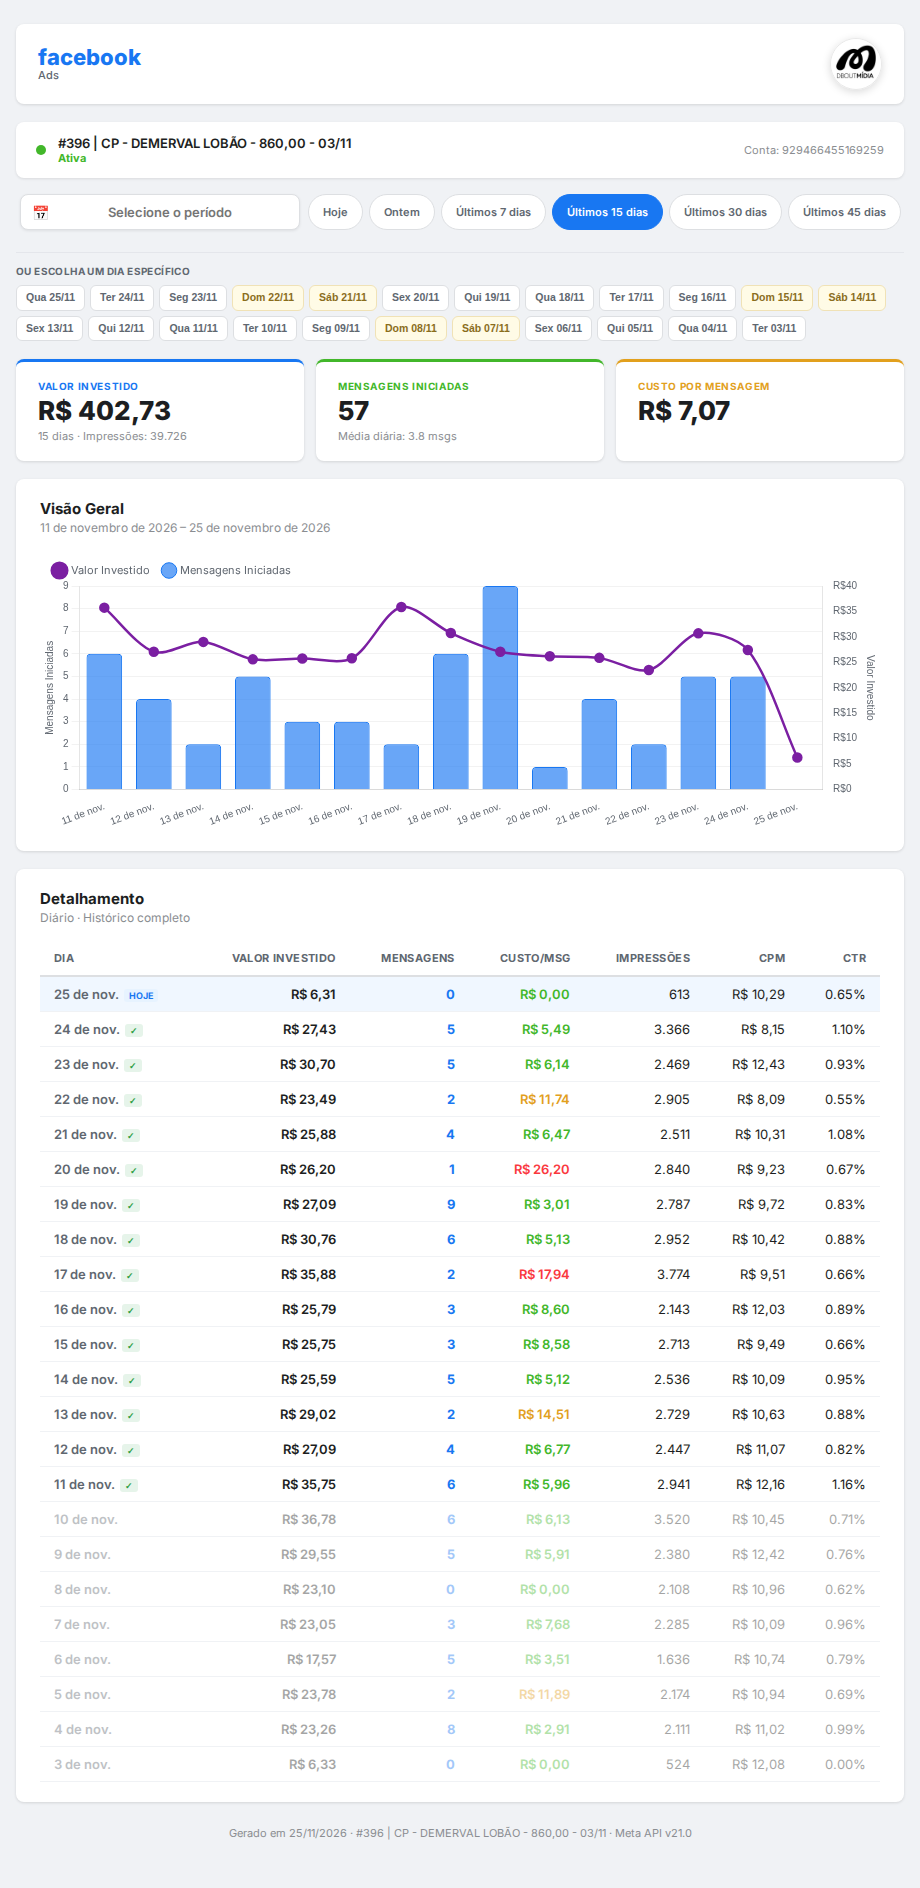 facebook
Ads
DBOUTMÍDIA
#396 | CP - DEMERVAL LOBÃO - 860,00 - 03/11
Ativa
Conta: 929466455169259
📅 Selecione o período
Hoje Ontem Últimos 7 dias Últimos 15 dias Últimos 30 dias Últimos 45 dias
OU ESCOLHA UM DIA ESPECÍFICO
Qua 25/11 Ter 24/11 Seg 23/11 Dom 22/11 Sáb 21/11 Sex 20/11 Qui 19/11 Qua 18/11 Ter 17/11 Seg 16/11 Dom 15/11 Sáb 14/11
Sex 13/11 Qui 12/11 Qua 11/11 Ter 10/11 Seg 09/11 Dom 08/11 Sáb 07/11 Sex 06/11 Qui 05/11 Qua 04/11 Ter 03/11
VALOR INVESTIDO
R$ 402,73
15 dias · Impressões: 39.726
MENSAGENS INICIADAS
57
Média diária: 3.8 msgs
CUSTO POR MENSAGEM
R$ 7,07
Visão Geral
11 de novembro de 2026 – 25 de novembro de 2026
Valor Investido Mensagens Iniciadas
Mensagens Iniciadas
9
8
7
6
5
4
3
2
1
0
R$40
R$35
R$30
R$25
R$20
R$15
R$10
R$5
R$0
Valor Investido
11 de nov. 12 de nov. 13 de nov. 14 de nov. 15 de nov. 16 de nov. 17 de nov. 18 de nov. 19 de nov. 20 de nov. 21 de nov. 22 de nov. 23 de nov. 24 de nov. 25 de nov.
Detalhamento
Diário · Histórico completo
DIA VALOR INVESTIDO MENSAGENS CUSTO/MSG IMPRESSÕES CPM CTR
25 de nov. HOJE R$ 6,31 0 R$ 0,00 613 R$ 10,29 0.65%
24 de nov. ✓ R$ 27,43 5 R$ 5,49 3.366 R$ 8,15 1.10%
23 de nov. ✓ R$ 30,70 5 R$ 6,14 2.469 R$ 12,43 0.93%
22 de nov. ✓ R$ 23,49 2 R$ 11,74 2.905 R$ 8,09 0.55%
21 de nov. ✓ R$ 25,88 4 R$ 6,47 2.511 R$ 10,31 1.08%
20 de nov. ✓ R$ 26,20 1 R$ 26,20 2.840 R$ 9,23 0.67%
19 de nov. ✓ R$ 27,09 9 R$ 3,01 2.787 R$ 9,72 0.83%
18 de nov. ✓ R$ 30,76 6 R$ 5,13 2.952 R$ 10,42 0.88%
17 de nov. ✓ R$ 35,88 2 R$ 17,94 3.774 R$ 9,51 0.66%
16 de nov. ✓ R$ 25,79 3 R$ 8,60 2.143 R$ 12,03 0.89%
15 de nov. ✓ R$ 25,75 3 R$ 8,58 2.713 R$ 9,49 0.66%
14 de nov. ✓ R$ 25,59 5 R$ 5,12 2.536 R$ 10,09 0.95%
13 de nov. ✓ R$ 29,02 2 R$ 14,51 2.729 R$ 10,63 0.88%
12 de nov. ✓ R$ 27,09 4 R$ 6,77 2.447 R$ 11,07 0.82%
11 de nov. ✓ R$ 35,75 6 R$ 5,96 2.941 R$ 12,16 1.16%
10 de nov. R$ 36,78 6 R$ 6,13 3.520 R$ 10,45 0.71%
9 de nov. R$ 29,55 5 R$ 5,91 2.380 R$ 12,42 0.76%
8 de nov. R$ 23,10 0 R$ 0,00 2.108 R$ 10,96 0.62%
7 de nov. R$ 23,05 3 R$ 7,68 2.285 R$ 10,09 0.96%
6 de nov. R$ 17,57 5 R$ 3,51 1.636 R$ 10,74 0.79%
5 de nov. R$ 23,78 2 R$ 11,89 2.174 R$ 10,94 0.69%
4 de nov. R$ 23,26 8 R$ 2,91 2.111 R$ 11,02 0.99%
3 de nov. R$ 6,33 0 R$ 0,00 524 R$ 12,08 0.00%
Gerado em 25/11/2026 · #396 | CP - DEMERVAL LOBÃO - 860,00 - 03/11 · Meta API v21.0